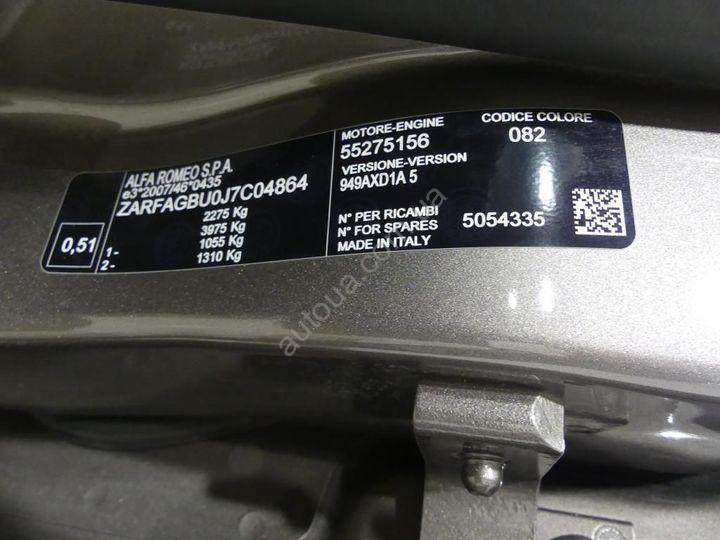 ALFA ROMEO S.P.A.
e3*2007/46*0435
ZARFAGBU0J7C04864
2275 Kg
3975 Kg
1- 1055 Kg
2- 1310 Kg
0,51
MOTORE-ENGINE
55275156
VERSIONE-VERSION
949AXD1A 5
CODICE COLORE
082
N° PER RICAMBI
N° FOR SPARES 5054335
MADE IN ITALY
autoua.com.ua